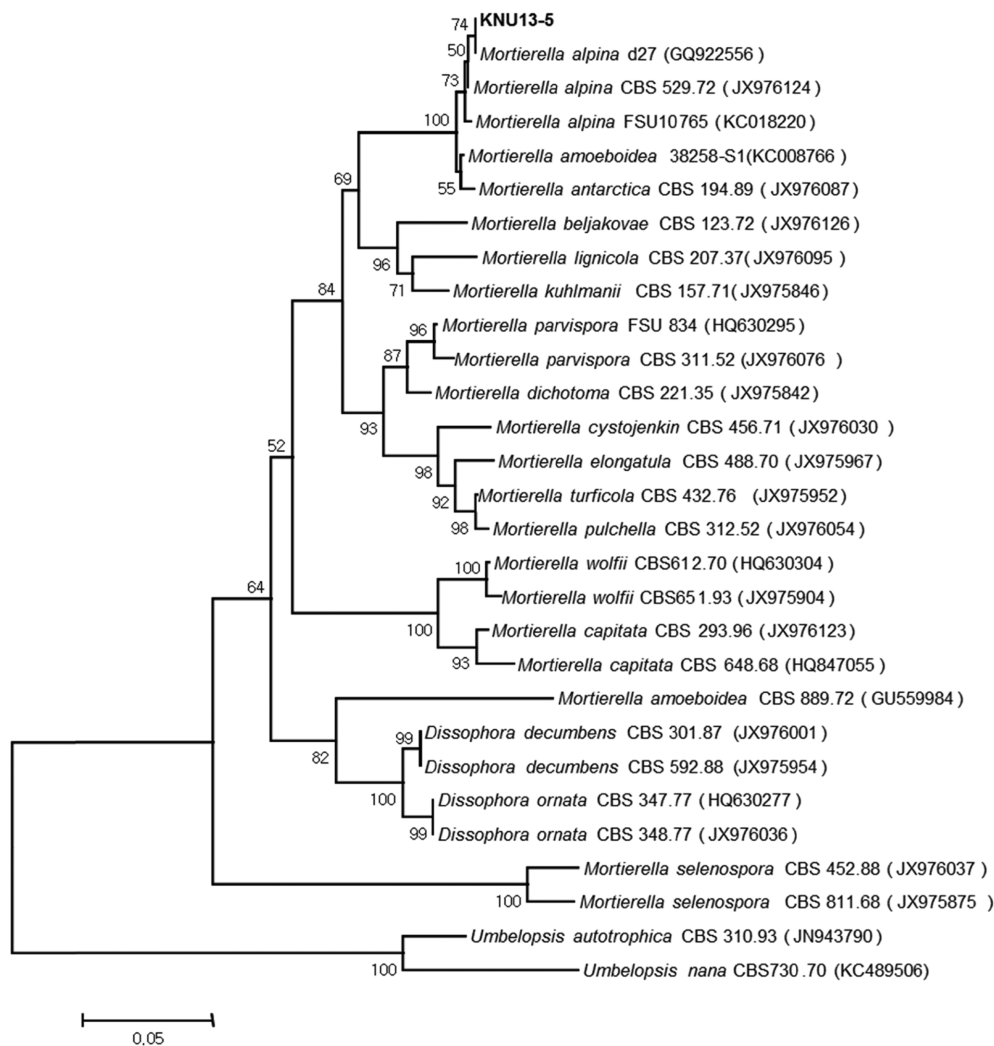 74
KNU13-5
50
Mortierella alpina d27 (GQ922556 )
73
Mortierella alpina CBS 529.72 ( JX976124 )
100
Mortierella alpina FSU10765 ( KC018220 )
Mortierella amoeboidea 38258-S1(KC008766 )
55
Mortierella antarctica CBS 194.89 ( JX976087 )
69
Mortierella beljakovae CBS 123.72 ( JX976126 )
96
Mortierella lignicola CBS 207.37( JX976095 )
71
Mortierella kuhlmanii CBS 157.71( JX975846 )
84
96
Mortierella parvispora FSU 834 ( HQ630295 )
87
Mortierella parvispora CBS 311.52 (JX976076 )
Mortierella dichotoma CBS 221.35 ( JX975842 )
93
Mortierella cystojenkin CBS 456.71 ( JX976030 )
98
Mortierella elongatula CBS 488.70 ( JX975967 )
92
Mortierella turficola CBS 432.76 (JX975952 )
98
Mortierella pulchella CBS 312.52 ( JX976054 )
52
100
Mortierella wolfii CBS612.70 (HQ630304 )
Mortierella wolfii CBS651.93 (JX975904 )
100
Mortierella capitata CBS 293.96 ( JX976123 )
93
Mortierella capitata CBS 648.68 (HQ847055 )
64
Mortierella amoeboidea CBS 889.72 ( GU559984 )
82
99
Dissophora decumbens CBS 301.87 (JX976001 )
Dissophora decumbens CBS 592.88 (JX975954 )
100
Dissophora ornata CBS 347.77 ( HQ630277 )
99
Dissophora ornata CBS 348.77 ( JX976036 )
Mortierella selenospora CBS 452.88 ( JX976037 )
100
Mortierella selenospora CBS 811.68 ( JX975875 )
Umbelopsis autotrophica CBS 310.93 ( JN943790 )
100
Umbelopsis nana CBS730.70 (KC489506)
0.05